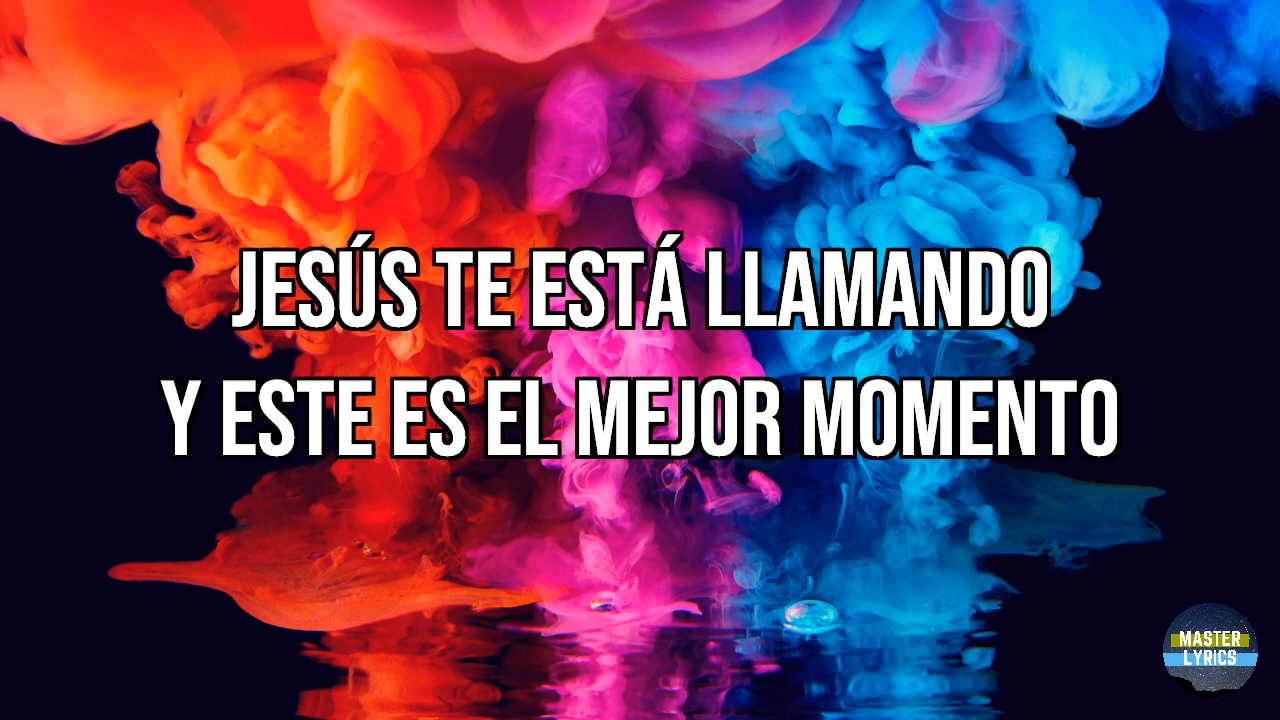 JESÚS TE ESTÁ LLAMANDO
Y ESTE ES EL MEJOR MOMENTO
MASTER
LYRICS